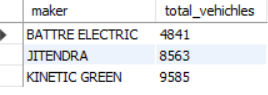 maker total_vehichles
BATTRE ELECTRIC 4841
JITENDRA 8563
KINETIC GREEN 9585